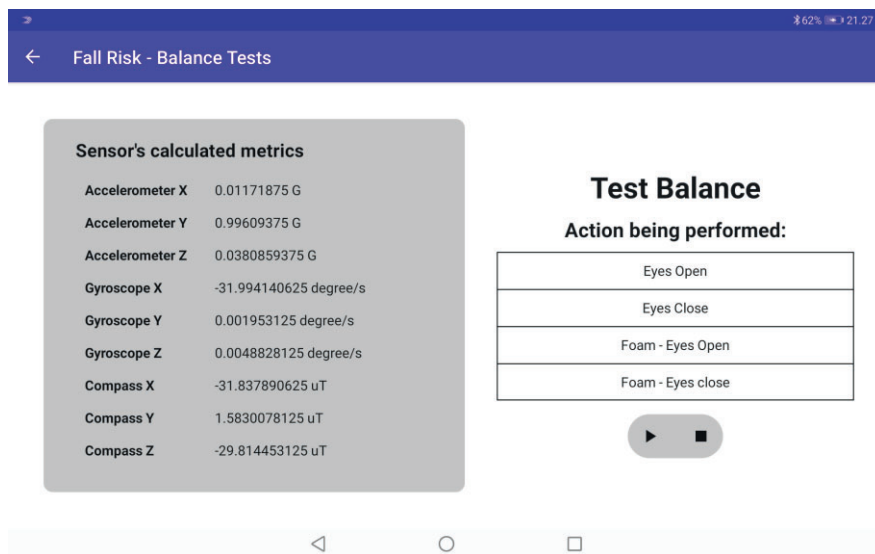 62% 21.27
Fall Risk - Balance Tests
Sensor's calculated metrics
Accelerometer X 0.01171875 G
Accelerometer Y 0.99609375 G
Accelerometer Z 0.0380859375 G
Gyroscope X -31.994140625 degree/s
Gyroscope Y 0.001953125 degree/s
Gyroscope Z 0.0048828125 degree/s
Compass X -31.837890625 uT
Compass Y 1.5830078125 uT
Compass Z -29.814453125 uT
Test Balance
Action being performed:
Eyes Open
Eyes Close
Foam - Eyes Open
Foam - Eyes close